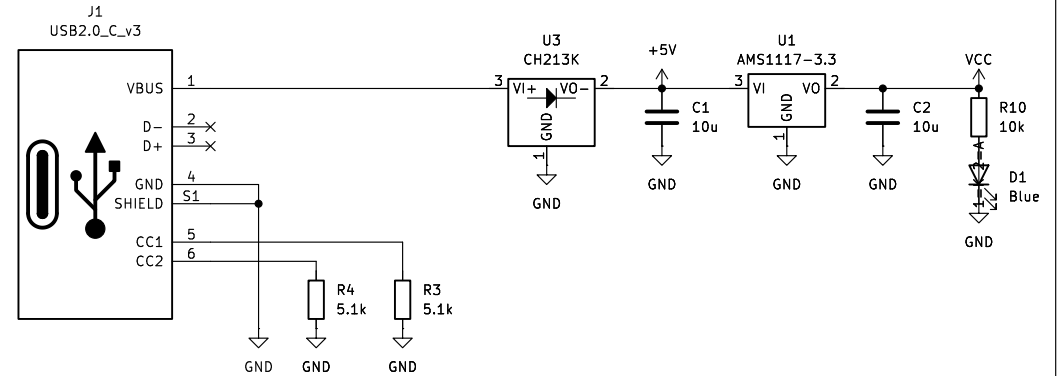 J1
USB2.0_C_v3
VBUS 1
D- 2
D+ 3
GND 4
SHIELD S1
CC1 5
CC2 6
R4
5.1k
R3
5.1k
GND
GND
GND
U3
CH213K
3 VI+ VO- 2
GND
1
GND
+5V
C1
10u
GND
U1
AMS1117-3.3
3 VI VO 2
GND
1
GND
C2
10u
GND
VCC
R10
10k
2 A
D1
Blue
1
GND